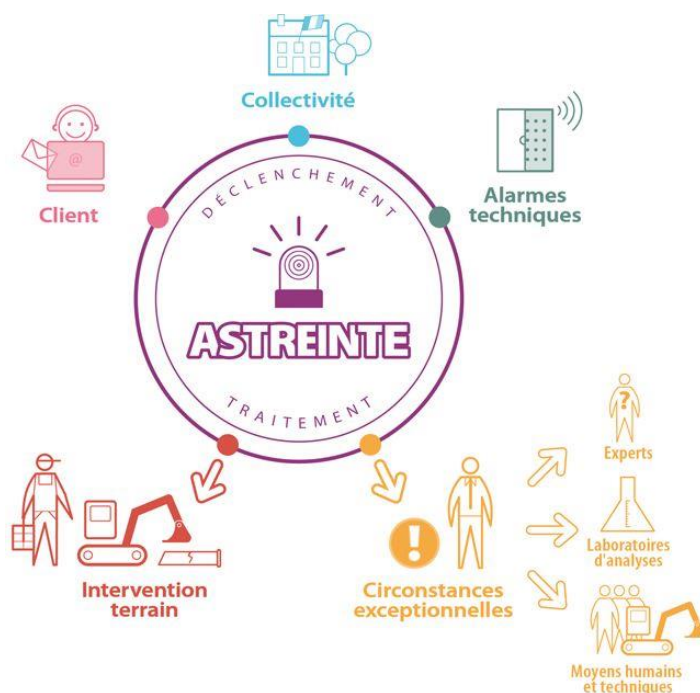 Collectivité
Client
Alarmes
techniques
DÉCLENCHEMENT
@
ASTREINTE
TRAITEMENT
Intervention
terrain
!
Circonstances
exceptionnelles
?
Experts
Laboratoires
d'analyses
Moyens humains
et techniques